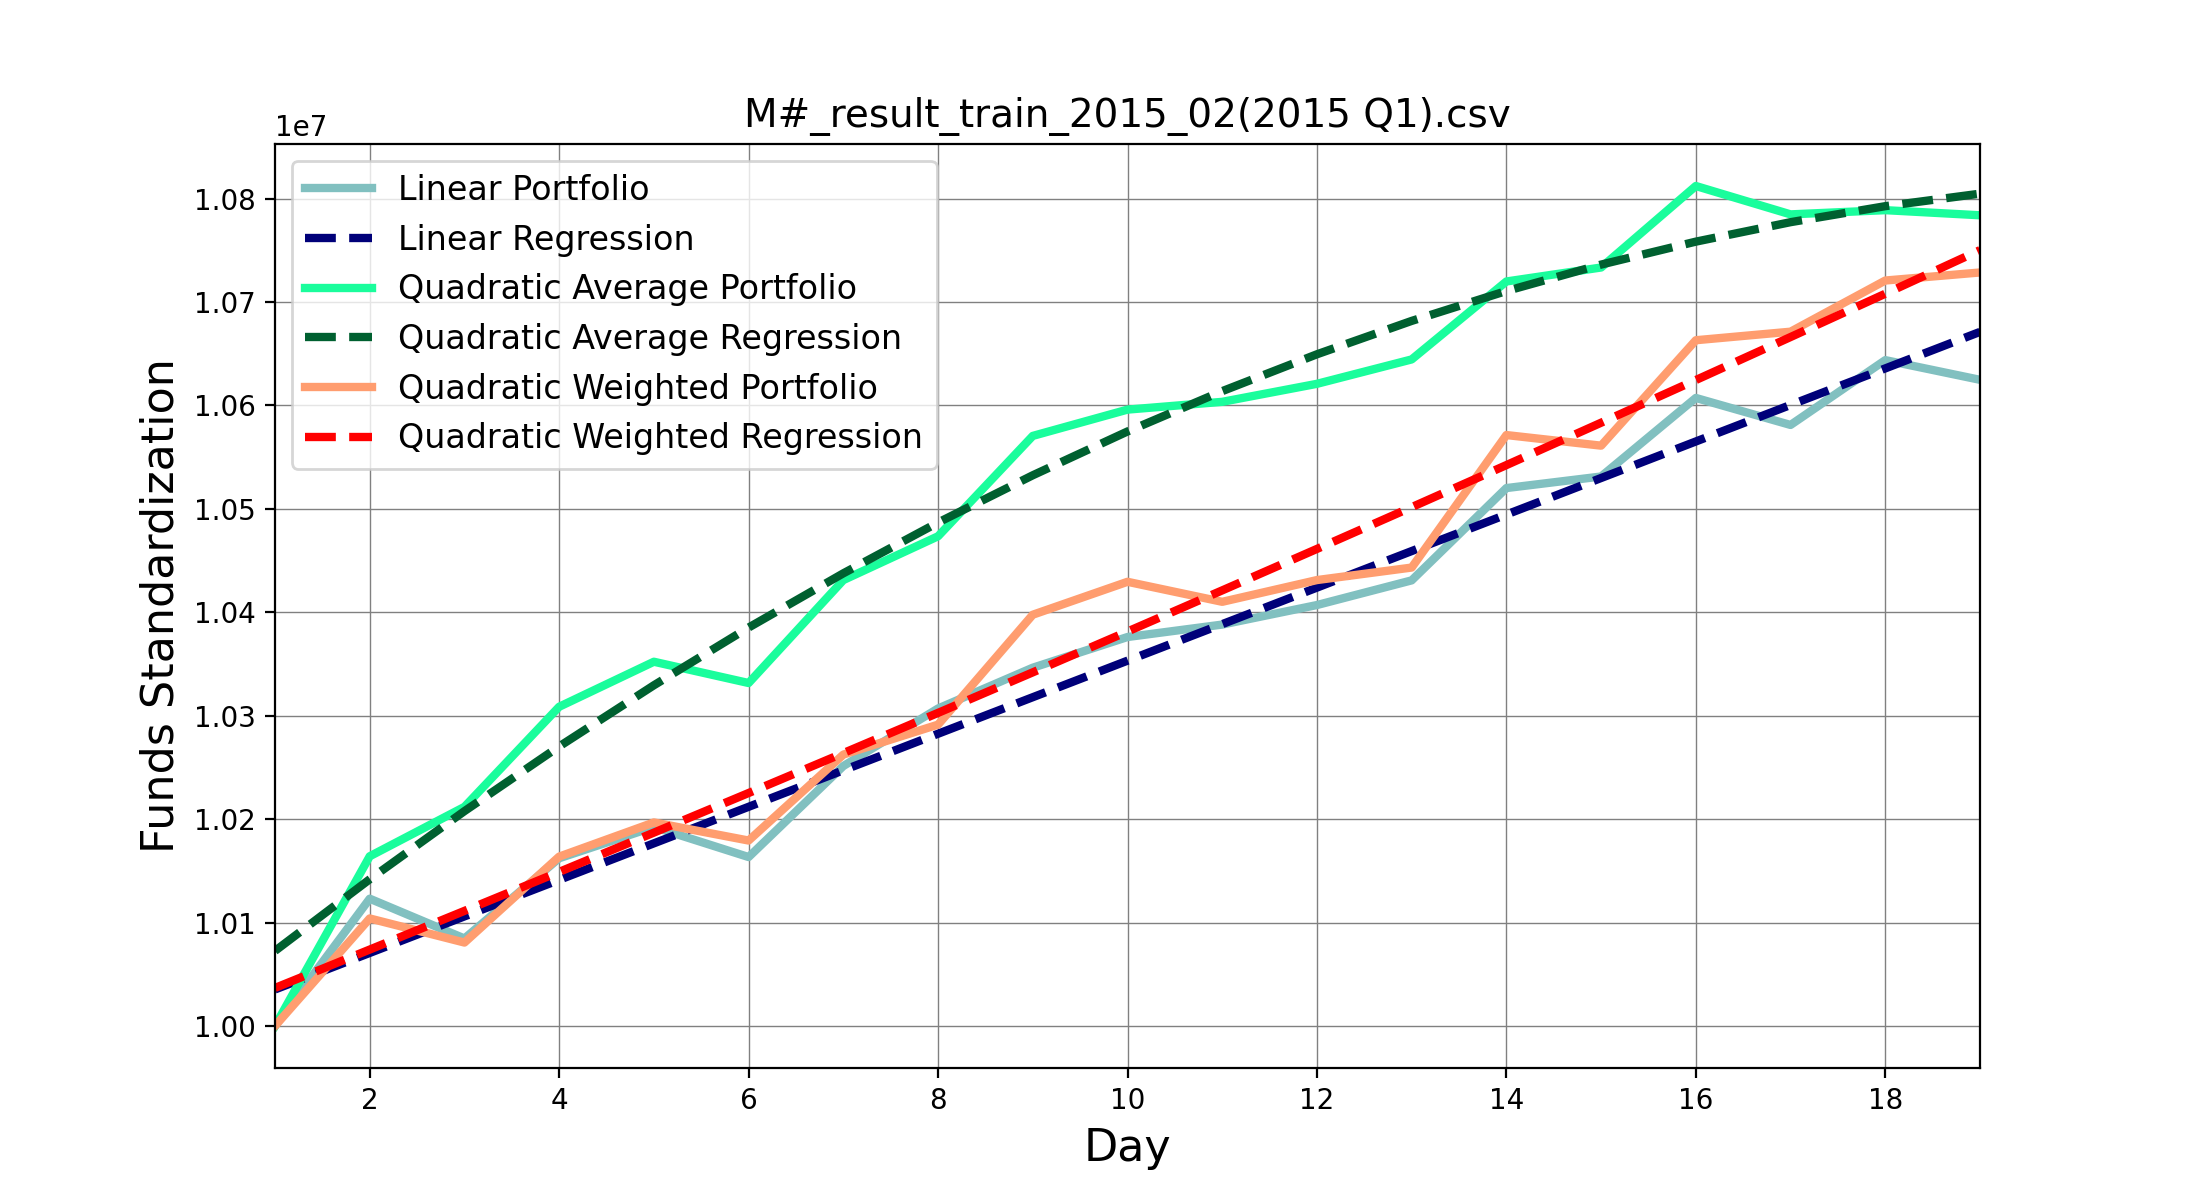 M#_result_train_2015_02(2015 Q1).csv
1e7
Linear Portfolio
Linear Regression
Quadratic Average Portfolio
Quadratic Average Regression
Quadratic Weighted Portfolio
Quadratic Weighted Regression
Funds Standardization
1.08
1.07
1.06
1.05
1.04
1.03
1.02
1.01
1.00
2 4 6 8 10 12 14 16 18
Day